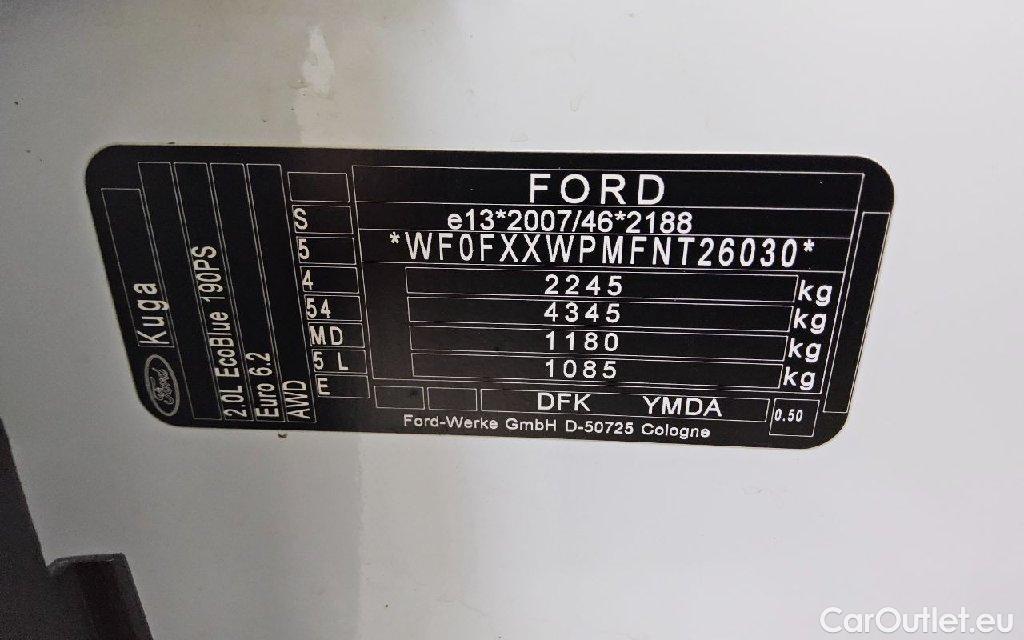 FORD
e13*2007/46*2188
*WF0FXXWPMFNT26030*
2245 kg
4345 kg
1180 kg
1085 kg
DFK YMDA 0.50
Ford-Werke GmbH D-50725 Cologne
S
5
4
54
MD
5 L
E
Ford Kuga
2.0L EcoBlue 190PS
Euro 6.2
AWD
CarOutlet.eu